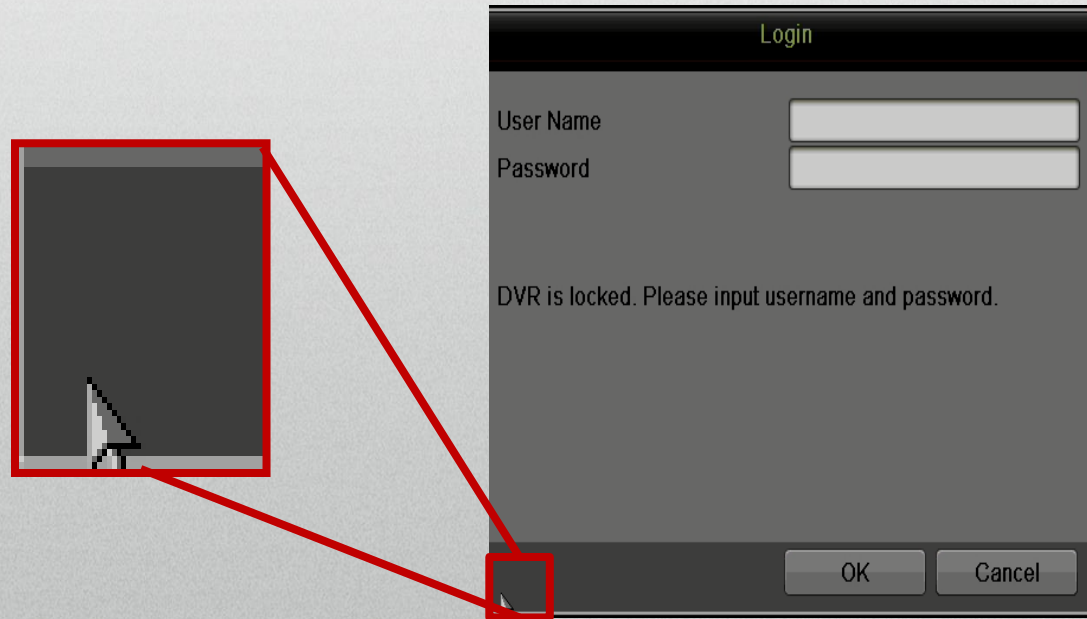 Login
User Name
Password
DVR is locked. Please input username and password.
OK Cancel